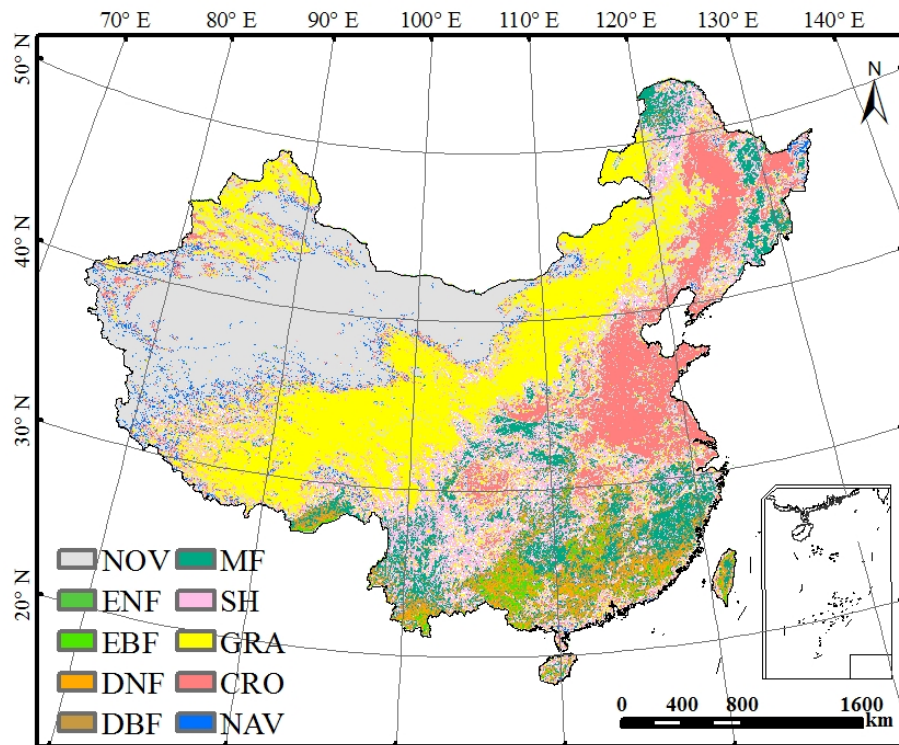 70° E 80° E 90° E 100° E 110° E 120° E 130° E 140° E
50° N
40° N
30° N
20° N
N
NOV MF
ENF SH
EBF GRA
DNF CRO
DBF NAV
0 400 800 1600
km